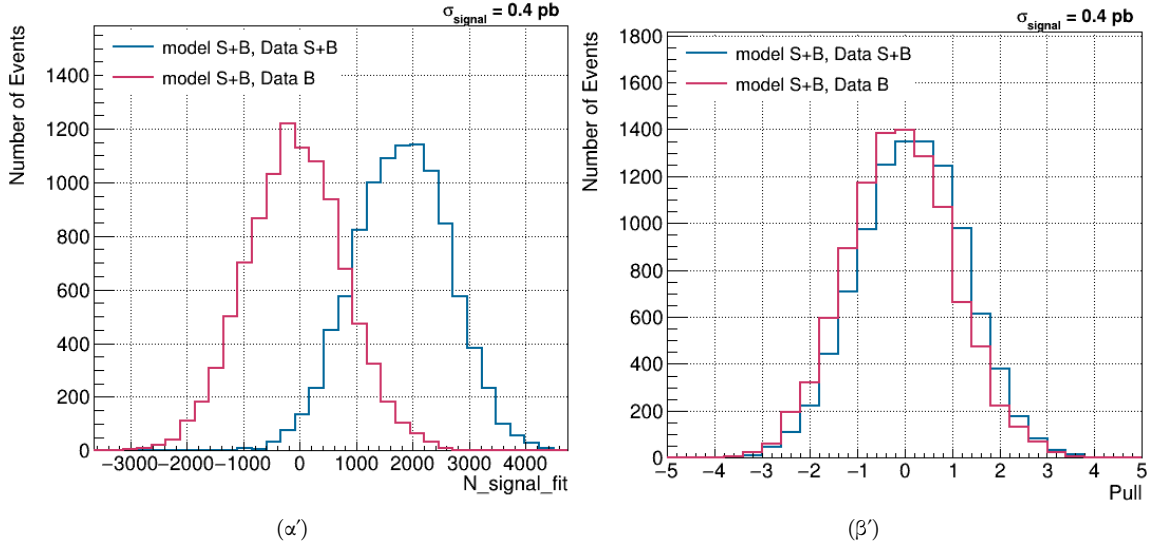 σsignal = 0.4 pb
Number of Events
model S+B, Data S+B
model S+B, Data B
1400
1200
1000
800
600
400
200
0
−3000 −2000 −1000 0 1000 2000 3000 4000
N_signal_fit
(α′)
σsignal = 0.4 pb
Number of Events
1800
model S+B, Data S+B
1600
model S+B, Data B
1400
1200
1000
800
600
400
200
0
−5 −4 −3 −2 −1 0 1 2 3 4 5
Pull
(β′)